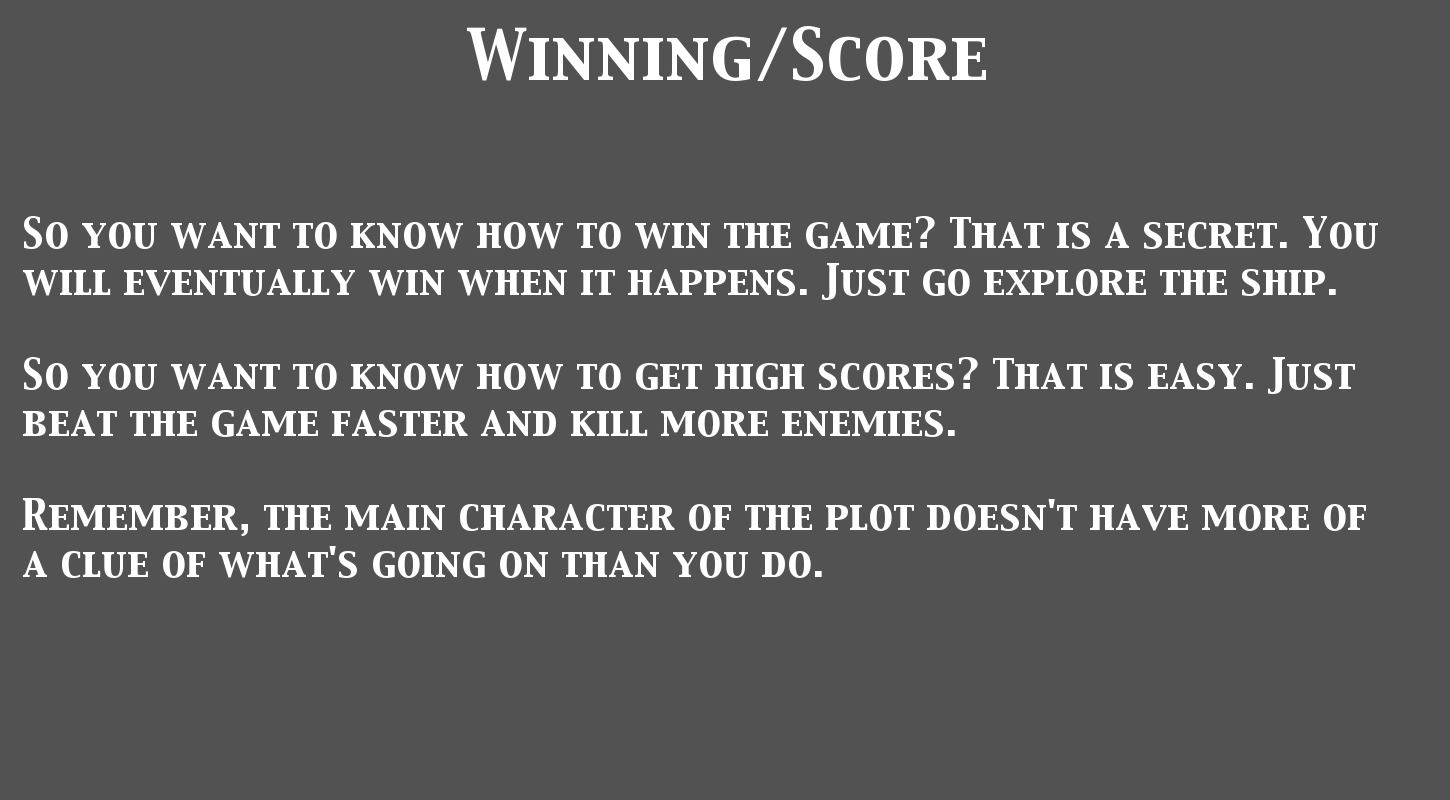 Winning/Score
So you want to know how to win the game? That is a secret. You
will eventually win when it happens. Just go explore the ship.
So you want to know how to get high scores? That is easy. Just
beat the game faster and kill more enemies.
Remember, the main character of the plot doesn't have more of
a clue of what's going on than you do.